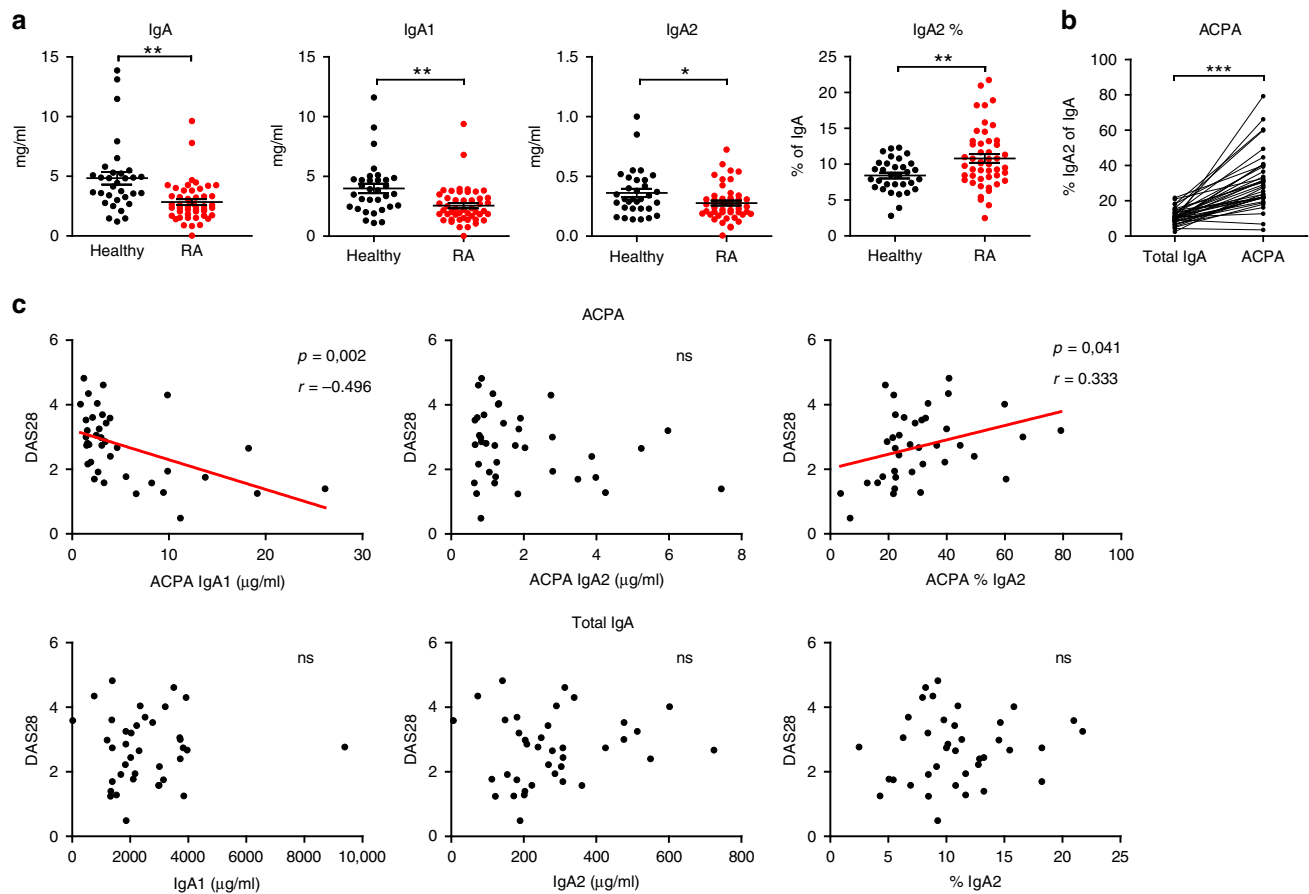 a
IgA
IgA1
IgA2
IgA2 %
b
ACPA
**
**
*
**
***
mg/ml
15
10
5
0
Healthy
RA
mg/ml
15
10
5
0
Healthy
RA
mg/ml
1.5
1.0
0.5
0.0
Healthy
RA
% of IgA
25
20
15
10
5
0
Healthy
RA
% IgA2 of IgA
100
80
60
40
20
0
Total IgA
ACPA
c
ACPA
DAS28
6
4
2
0
p = 0,002
r = –0.496
0
10
20
30
ACPA IgA1 (μg/ml)
DAS28
6
4
2
0
ns
0
2
4
6
8
ACPA IgA2 (μg/ml)
DAS28
6
4
2
0
p = 0,041
r = 0.333
0
20
40
60
80
100
ACPA % IgA2
Total IgA
DAS28
6
4
2
0
ns
0
2000
4000
6000
8000
10,000
IgA1 (μg/ml)
DAS28
6
4
2
0
ns
0
200
400
600
800
IgA2 (μg/ml)
DAS28
6
4
2
0
ns
0
5
10
15
20
25
% IgA2